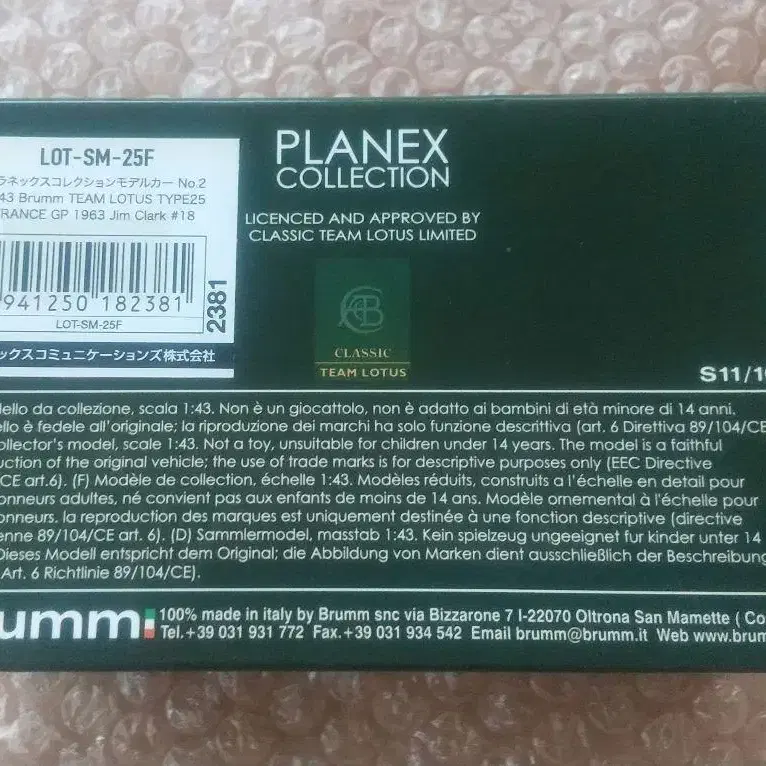 LOT-SM-25F
ラネックスコレクションモデルカー No.2
43 Brumm TEAM LOTUS TYPE25
RANCE GP 1963 Jim Clark #18
941250 182381
2381
LOT-SM-25F
ックスコミュニケーションズ株式会社
PLANEX
COLLECTION
LICENCED AND APPROVED BY
CLASSIC TEAM LOTUS LIMITED
CLASSIC
TEAM LOTUS
S11/1
ello da collezione, scala 1:43. Non è un giocattolo, non è adatto ai bambini di età minore di 14 anni.
ello è fedele all'originale; la riproduzione dei marchi ha solo funzione descrittiva (art. 6 Direttiva 89/104/CE
ollector's model, scale 1:43. Not a toy, unsuitable for children under 14 years. The model is a faithful
uction of the original vehicle; the use of trade marks is for descriptive purposes only (EEC Directive
CE art.6). (F) Modèle de collection, échelle 1:43. Modèles réduits, construits a l'échelle en detail pour
onneurs adultes, né convient pas aux enfants de moins de 14 ans. Modèle ornemental à l'échelle pour
onneurs, la reproduction des marques est uniquement destinée à une fonction descriptive (directive
enne 89/104/CE art. 6). (D) Sammlermodel, masstab 1:43. Kein spielzeug ungeeignet fur kinder unter 14
Dieses Modell entspricht dem Original; die Abbildung von Marken dient ausschließlich der Beschreibung
Art. 6 Richtlinie 89/104/CE).
umm
100% made in italy by Brumm snc via Bizzarone 7 I-22070 Oltrona San Mamette ( Co
Tel.+39 031 931 772 Fax.+39 031 934 542 Email brumm@brumm.it Web www.brum